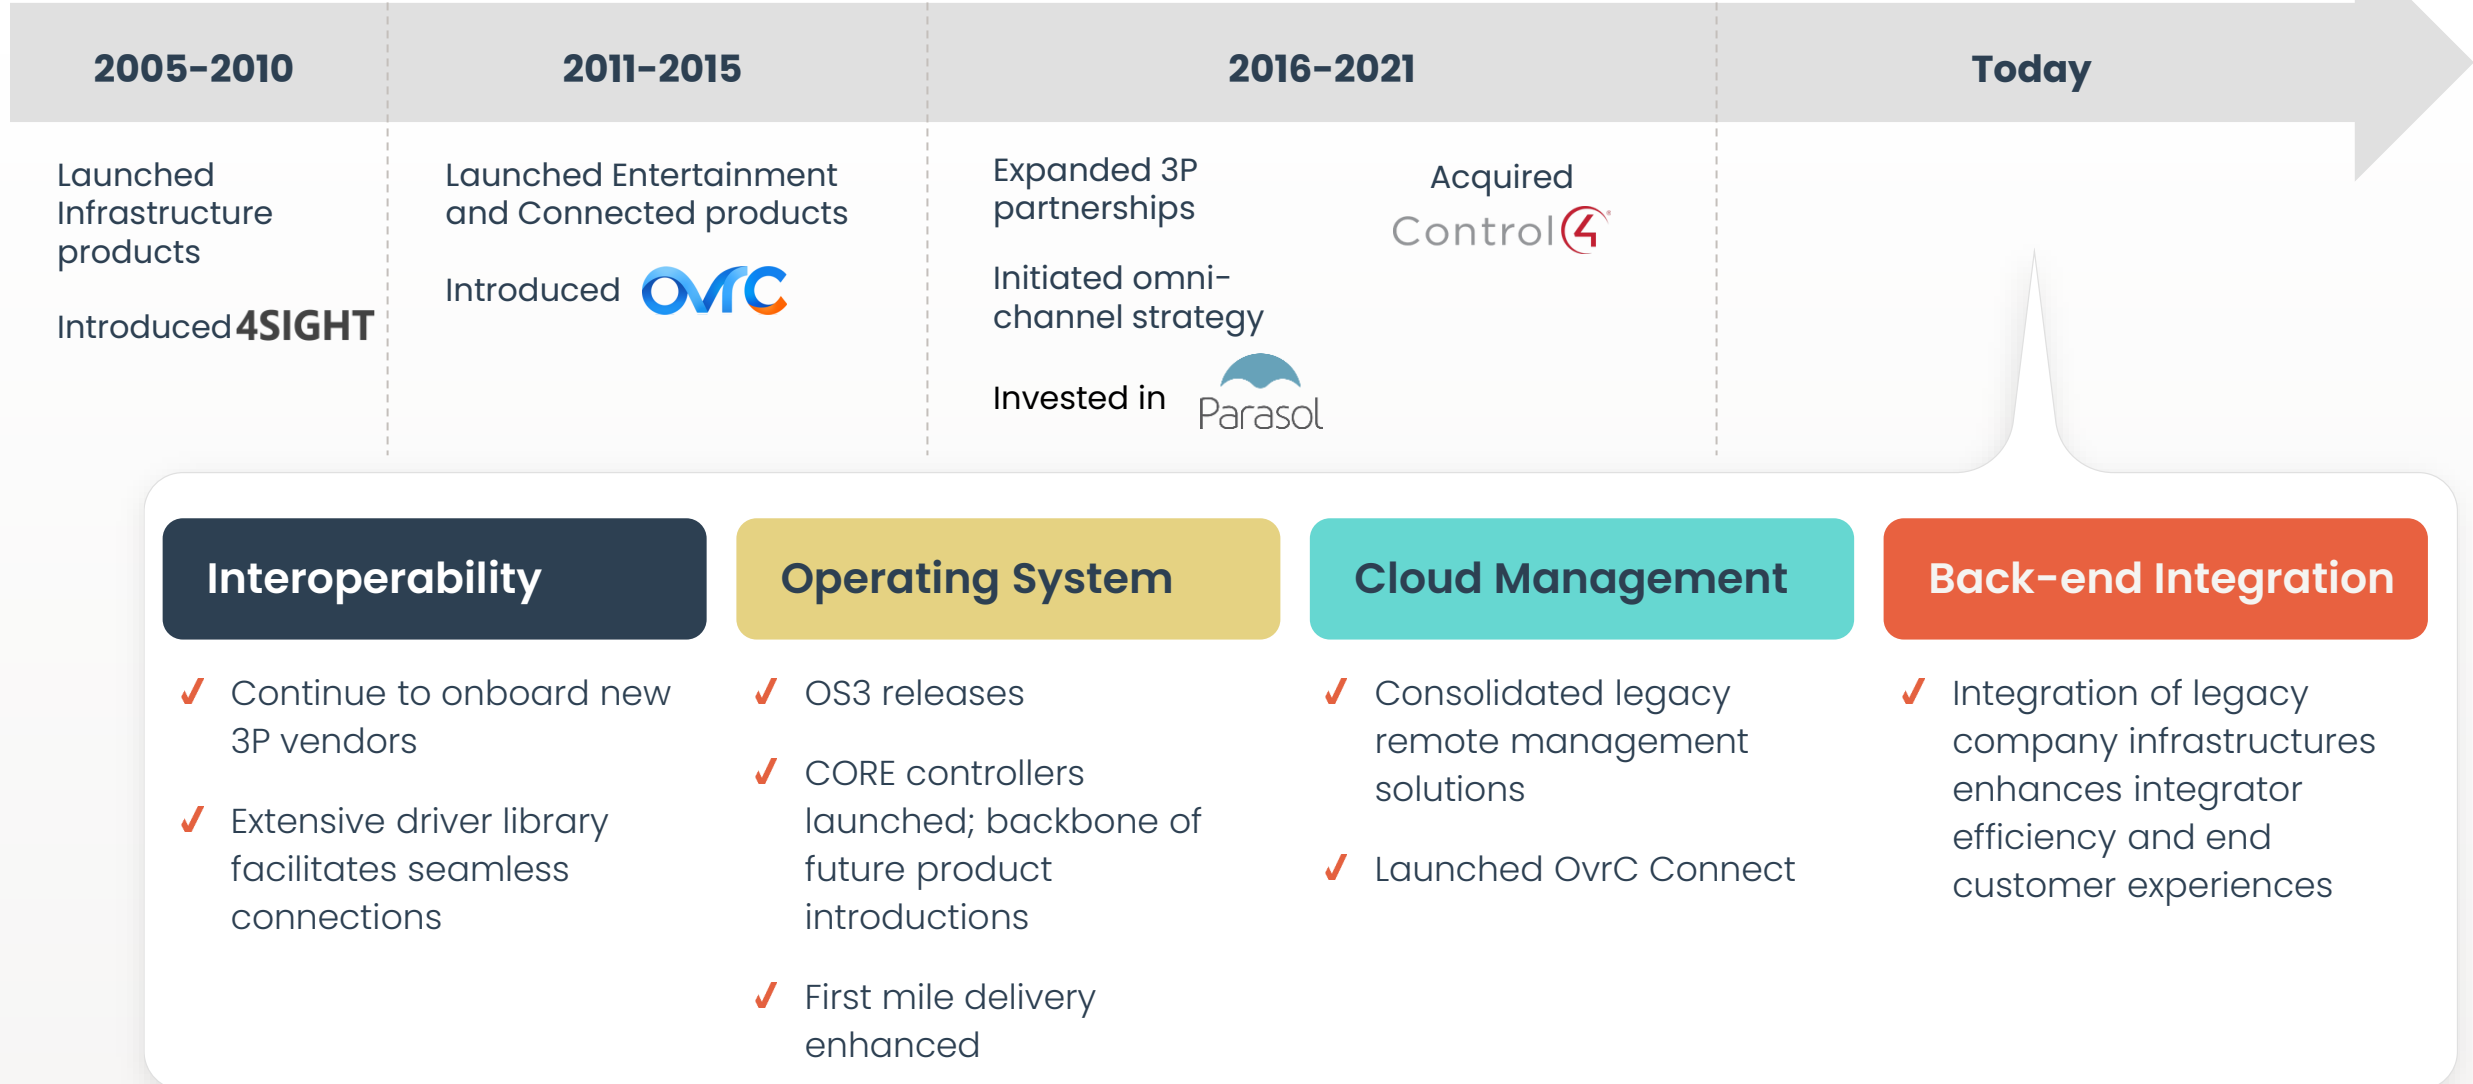 2005-2010
2011-2015
2016-2021
Today
Launched
Infrastructure
products
Introduced 4SIGHT
Launched Entertainment
and Connected products
Introduced ovrc
Expanded 3P
partnerships
Initiated omni-
channel strategy
Invested in Parasol
Acquired
Control4
Interoperability
✓ Continue to onboard new
3P vendors
✓ Extensive driver library
facilitates seamless
connections
Operating System
✓ OS3 releases
✓ CORE controllers
launched; backbone of
future product
introductions
✓ First mile delivery
enhanced
Cloud Management
✓ Consolidated legacy
remote management
solutions
✓ Launched OvrC Connect
Back-end Integration
✓ Integration of legacy
company infrastructures
enhances integrator
efficiency and end
customer experiences